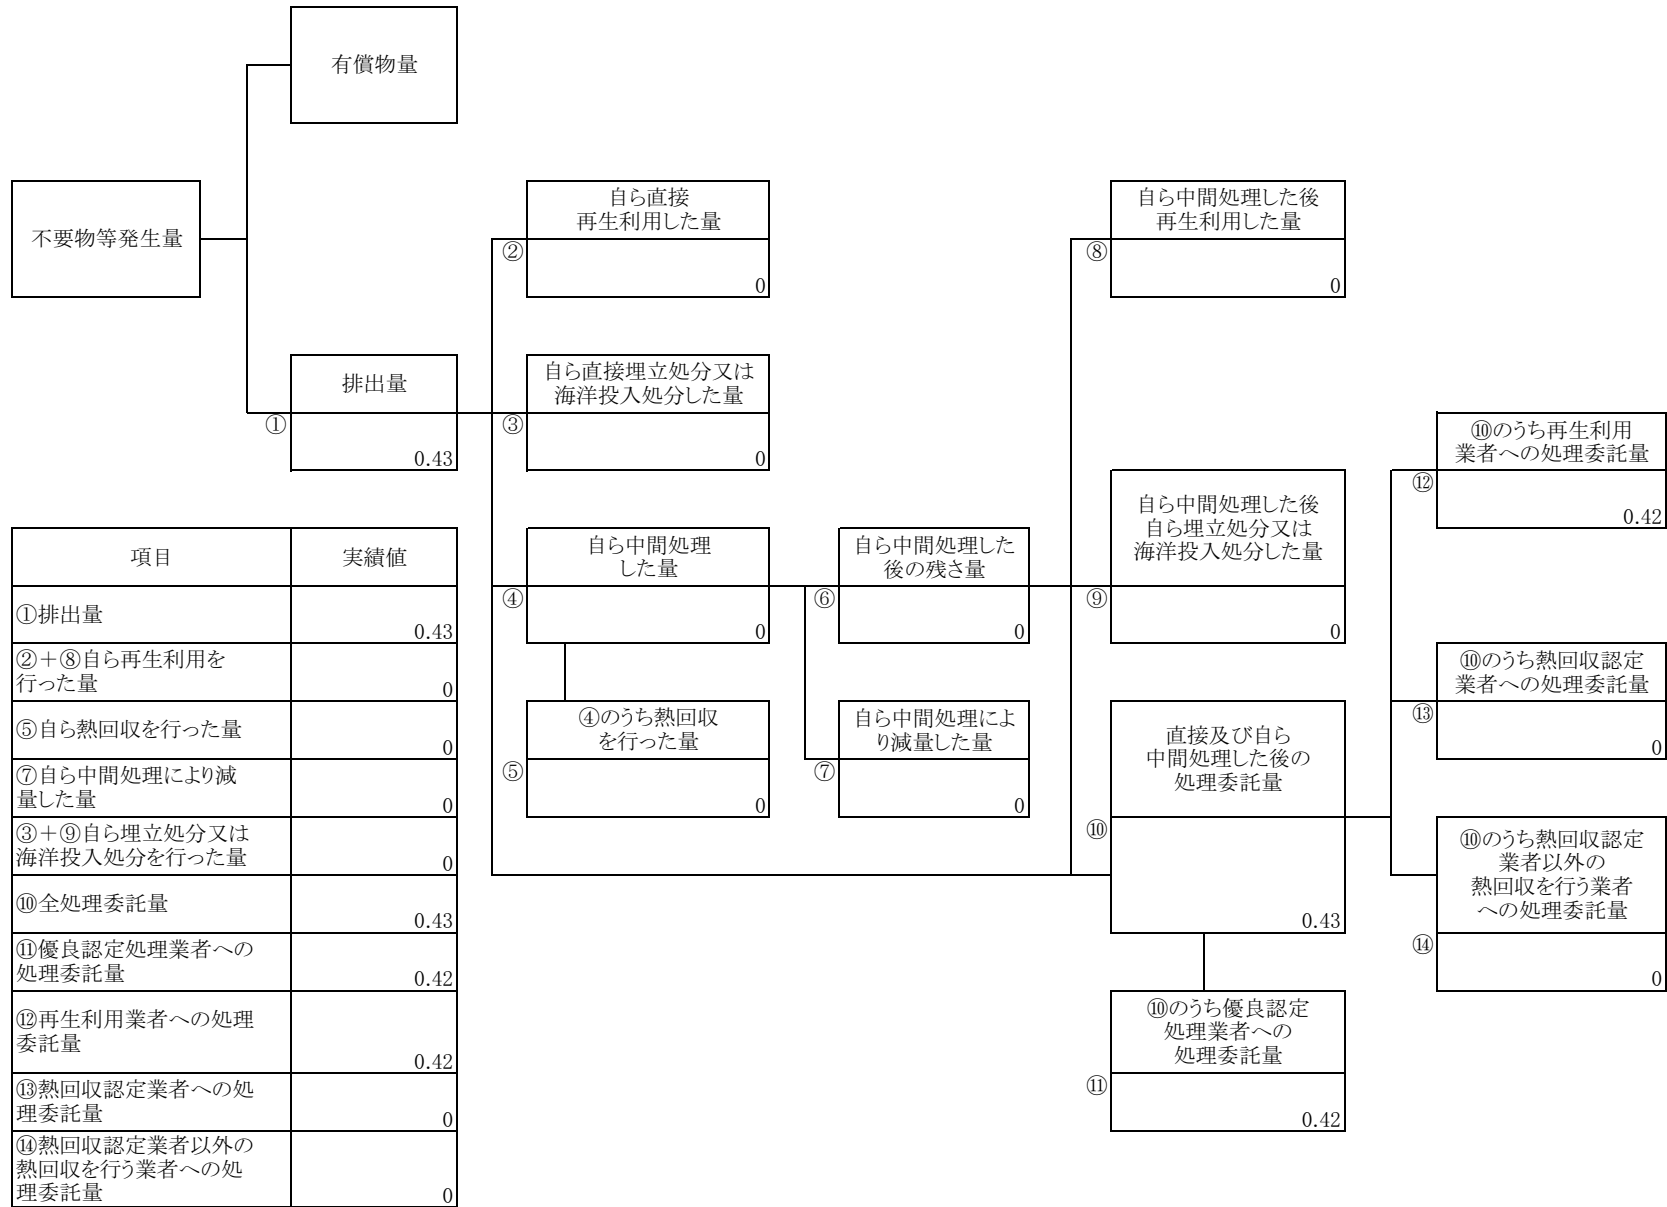 有償物量
不要物等発生量
自ら直接
再生利用した量
②
0
自ら中間処理した後
再生利用した量
⑧
0
排出量
①
0.43
自ら直接埋立処分又は
海洋投入処分した量
③
0
⑩のうち再生利用
業者への処理委託量
⑫
0.42
自ら中間処理
した量
④
0
自ら中間処理した
後の残さ量
⑥
0
自ら中間処理した後
自ら埋立処分又は
海洋投入処分した量
⑨
0
⑩のうち熱回収認定
業者への処理委託量
⑬
0
④のうち熱回収
を行った量
⑤
0
自ら中間処理によ
り減量した量
⑦
0
直接及び自ら
中間処理した後の
処理委託量
⑩
0.43
⑩のうち熱回収認定
業者以外の
熱回収を行う業者
への処理委託量
⑭
0
⑩のうち優良認定
処理業者への
処理委託量
⑪
0.42
項目 実績値
①排出量
0.43
②＋⑧自ら再生利用を
行った量
0
⑤自ら熱回収を行った量
0
⑦自ら中間処理により減
量した量
0
③＋⑨自ら埋立処分又は
海洋投入処分を行った量
0
⑩全処理委託量
0.43
⑪優良認定処理業者への
処理委託量
0.42
⑫再生利用業者への処理
委託量
0.42
⑬熱回収認定業者への処
理委託量
0
⑭熱回収認定業者以外の
熱回収を行う業者への処
理委託量
0